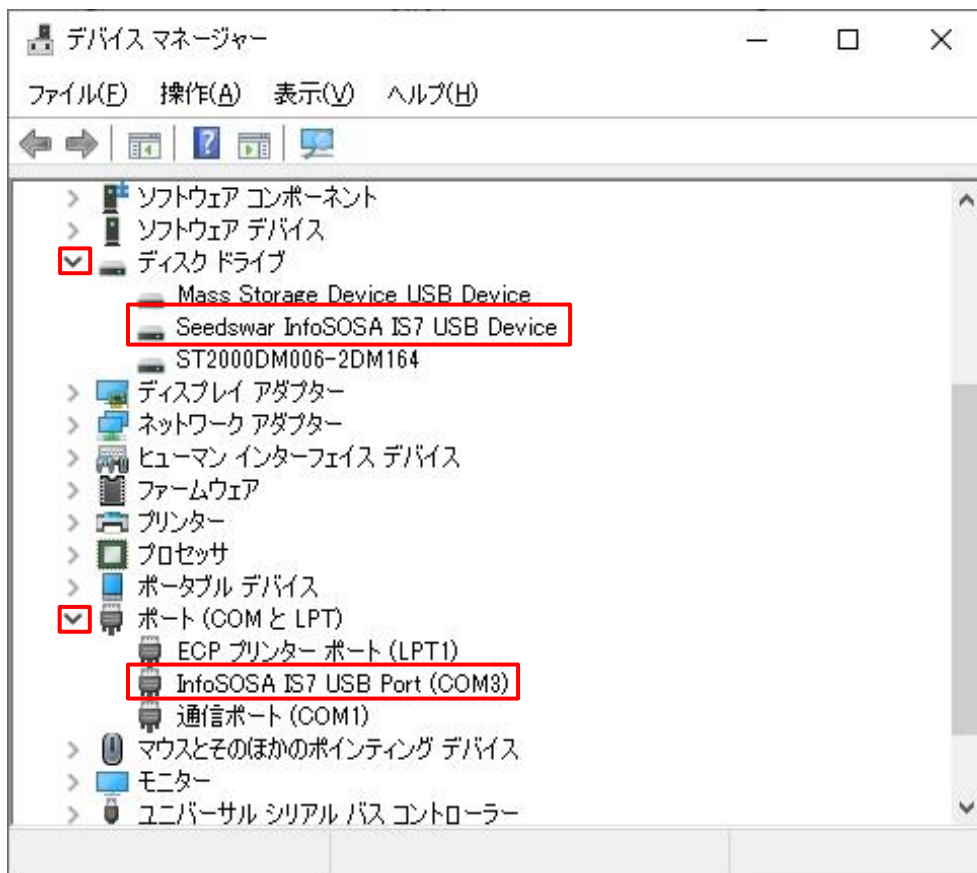 デバイス マネージャー
ファイル(F) 操作(A) 表示(V) ヘルプ(H)
ソフトウェア コンポーネント
ソフトウェア デバイス
ディスク ドライブ
Mass Storage Device USB Device
Seedswar InfoSOSA IS7 USB Device
ST2000DM006-2DM164
ディスプレイ アダプター
ネットワーク アダプター
ヒューマン インターフェイス デバイス
ファームウェア
プリンター
プロセッサ
ポータブル デバイス
ポート (COM と LPT)
ECP プリンター ポート (LPT1)
InfoSOSA IS7 USB Port (COM3)
通信ポート (COM1)
マウスとそのほかのポインティング デバイス
モニター
ユニバーサル シリアル バス コントローラー